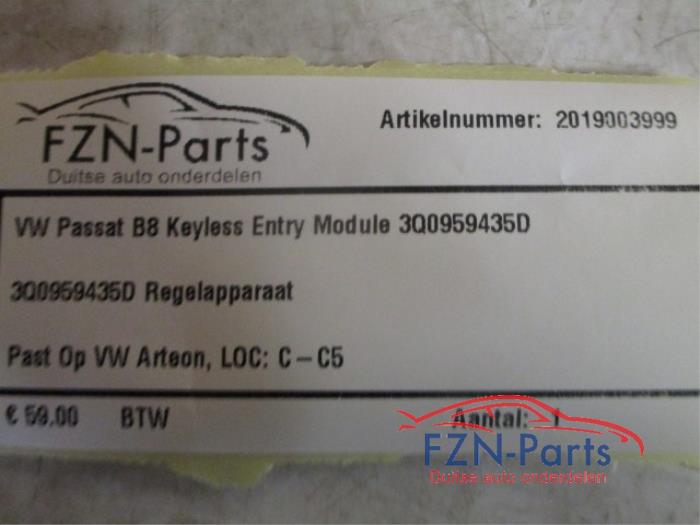 FZN-Parts
Duitse auto onderdelen
Artikelnummer: 2019003999
VW Passat B8 Keyless Entry Module 3Q0959435D
3Q0959435D Regelapparaat
Past Op VW Arteon, LOC: C - C5
€ 59.00 BTW Aantal: 1
FZN-Parts
Duitse auto onderdelen